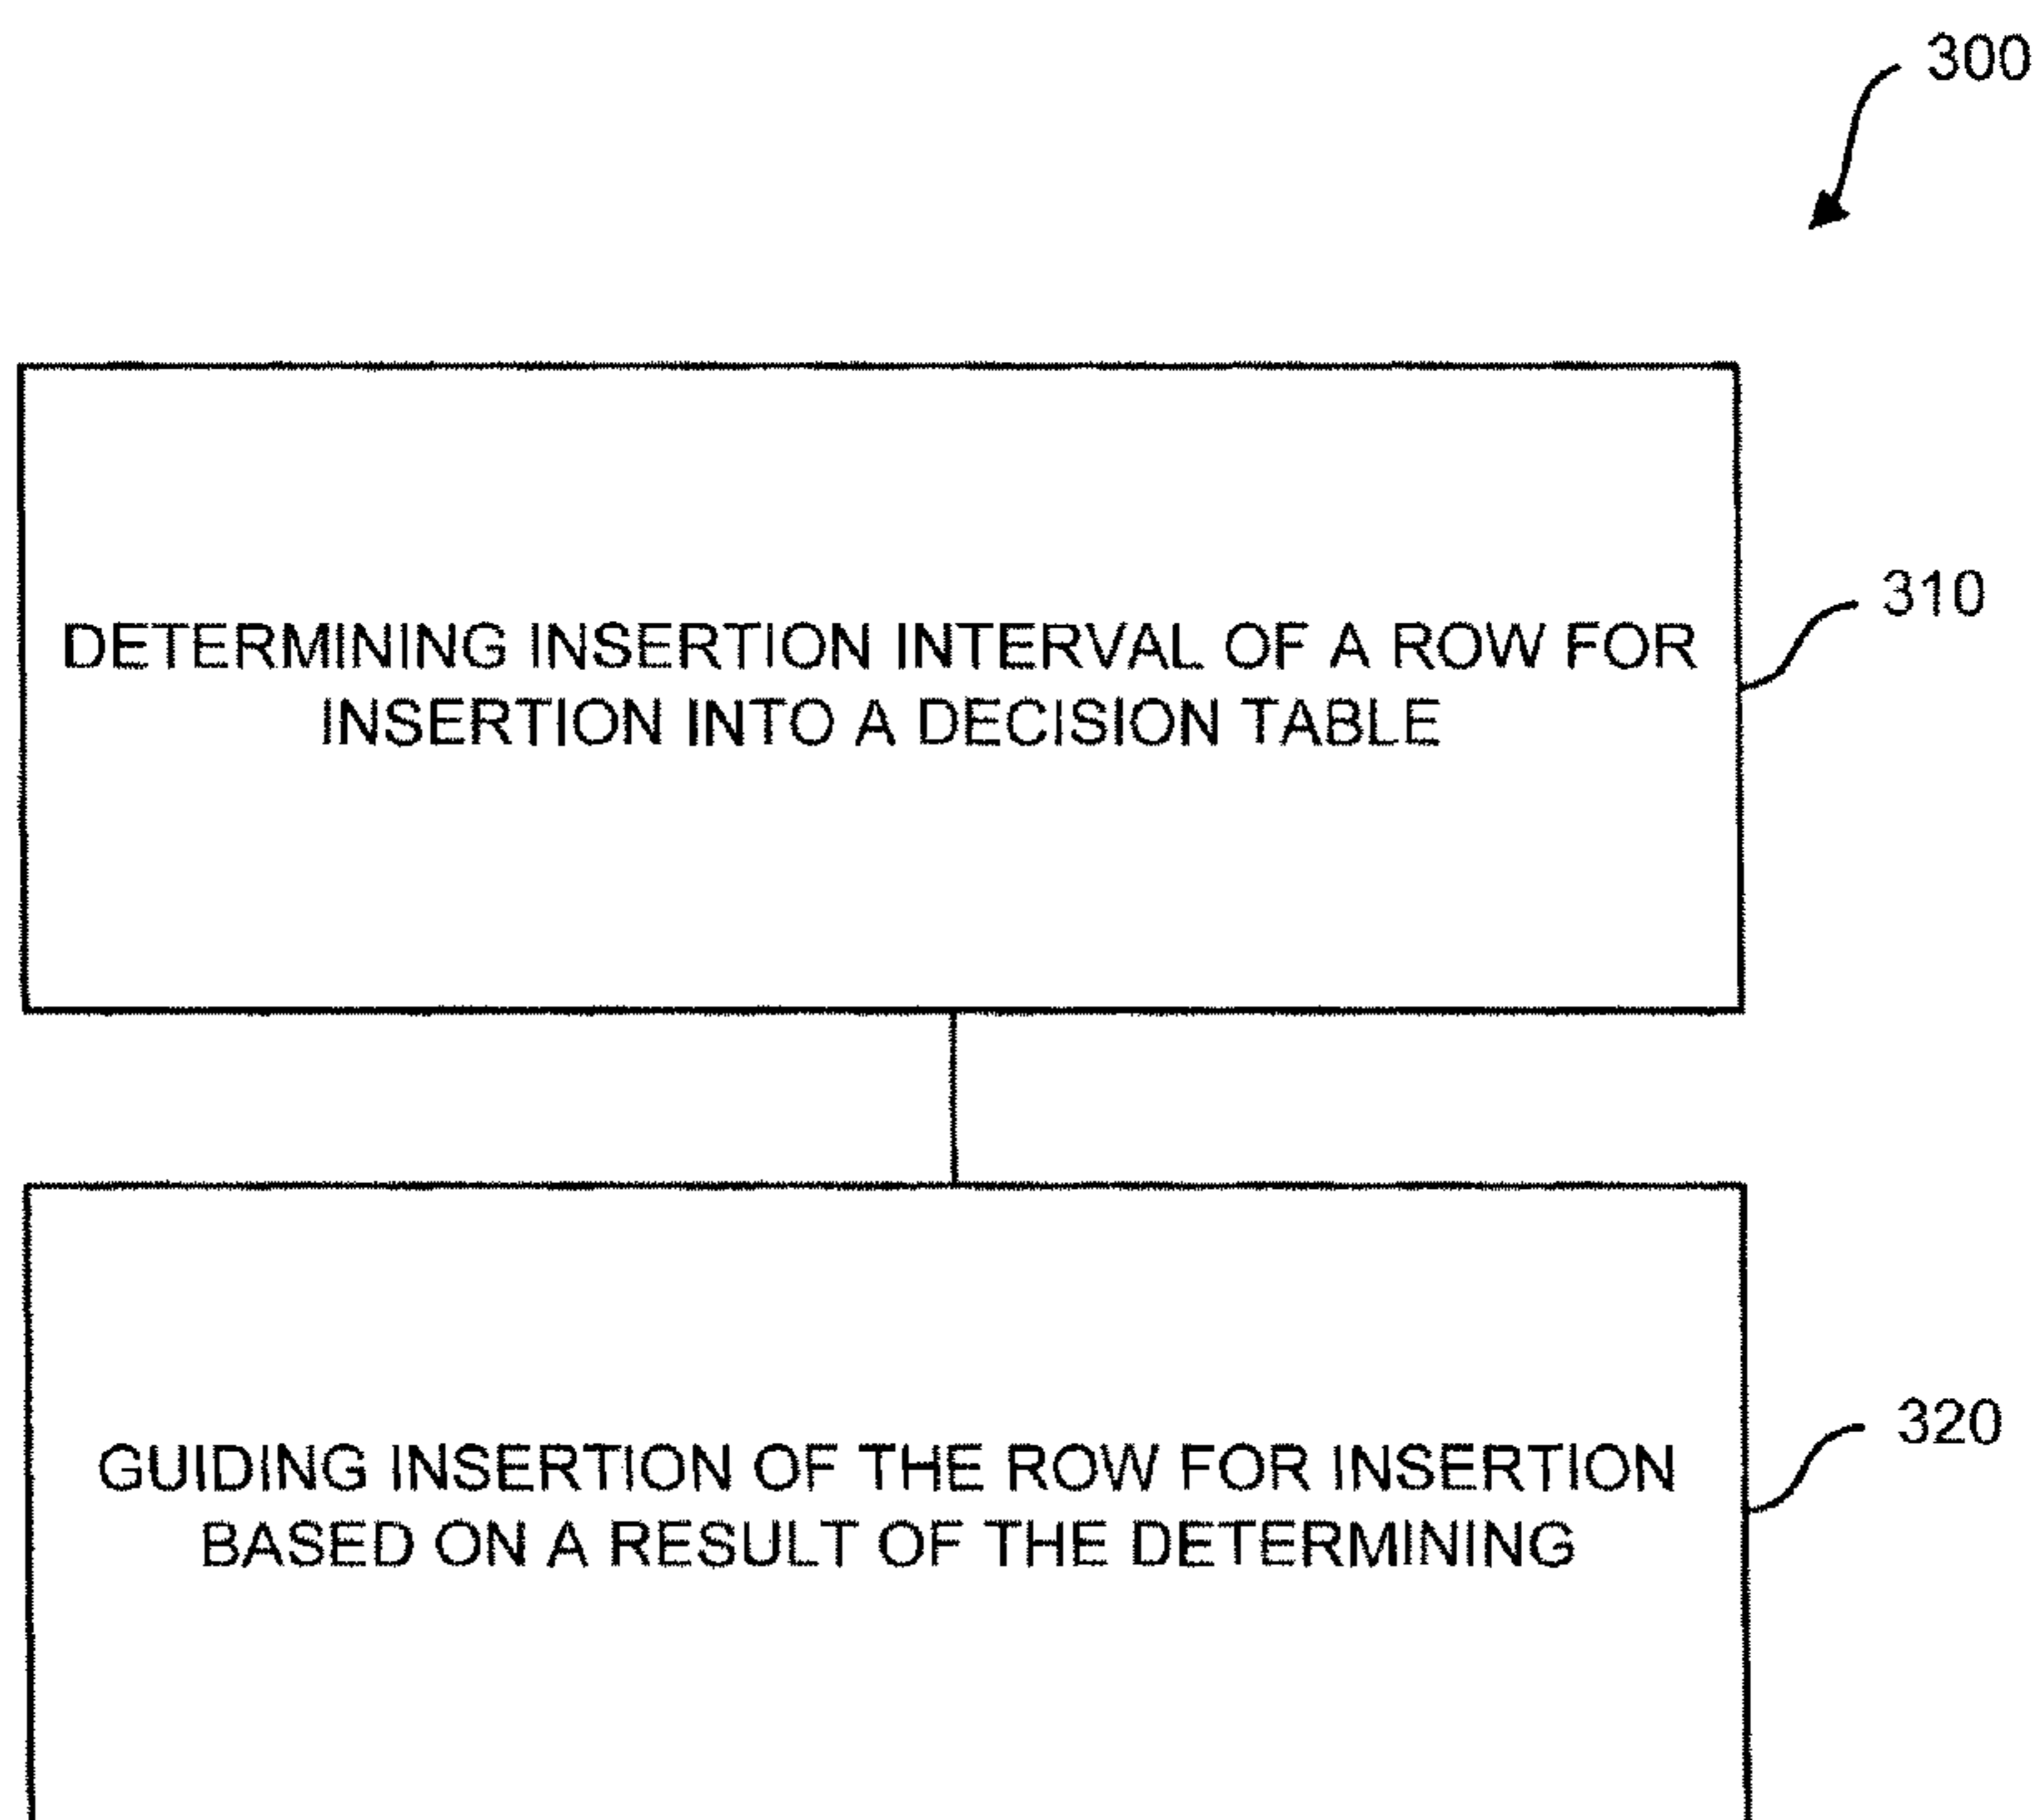 300
DETERMINING INSERTION INTERVAL OF A ROW FOR
INSERTION INTO A DECISION TABLE
310
GUIDING INSERTION OF THE ROW FOR INSERTION
BASED ON A RESULT OF THE DETERMINING
320